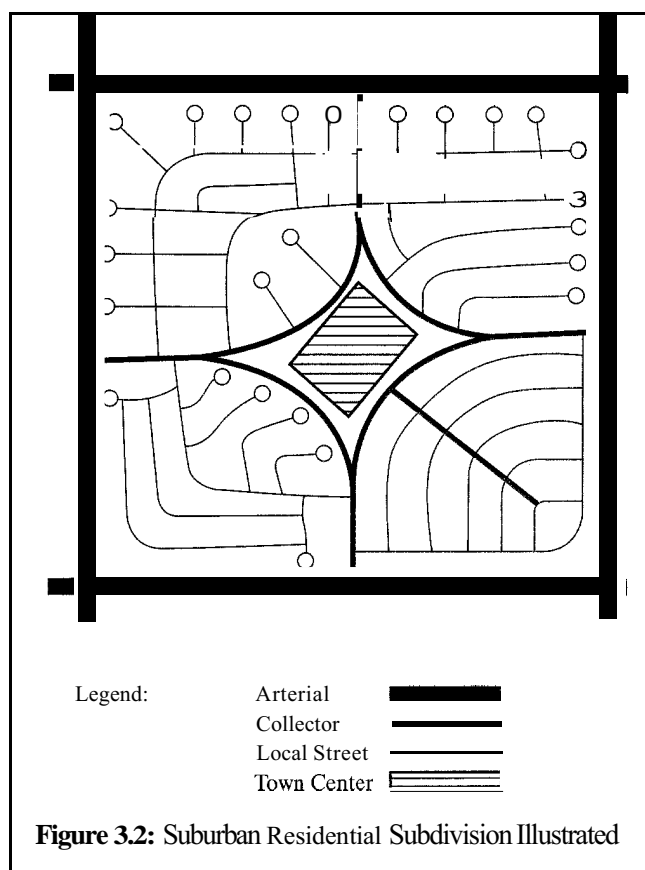 Legend:
Arterial
Collector
Local Street
Town Center
Figure 3.2: Suburban Residential Subdivision Illustrated